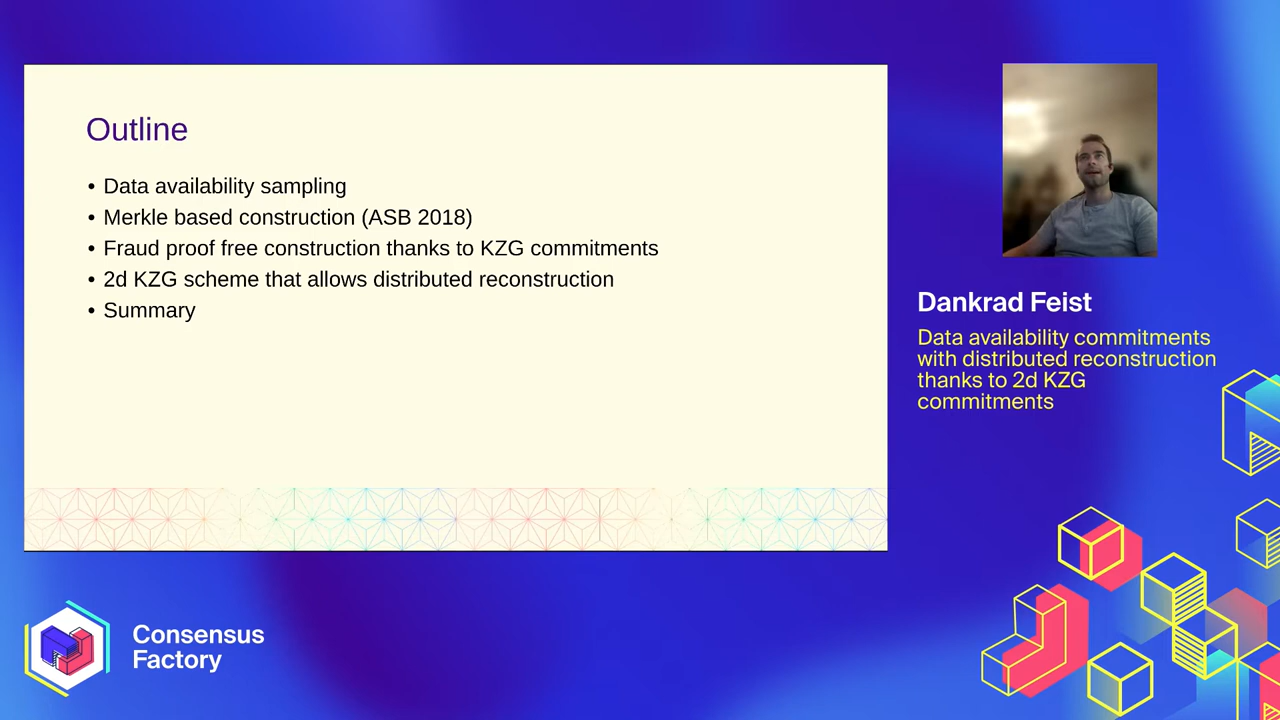 Outline
• Data availability sampling
• Merkle based construction (ASB 2018)
• Fraud proof free construction thanks to KZG commitments
• 2d KZG scheme that allows distributed reconstruction
• Summary
Dankrad Feist
Data availability commitments
with distributed reconstruction
thanks to 2d KZG
commitments
Consensus
Factory